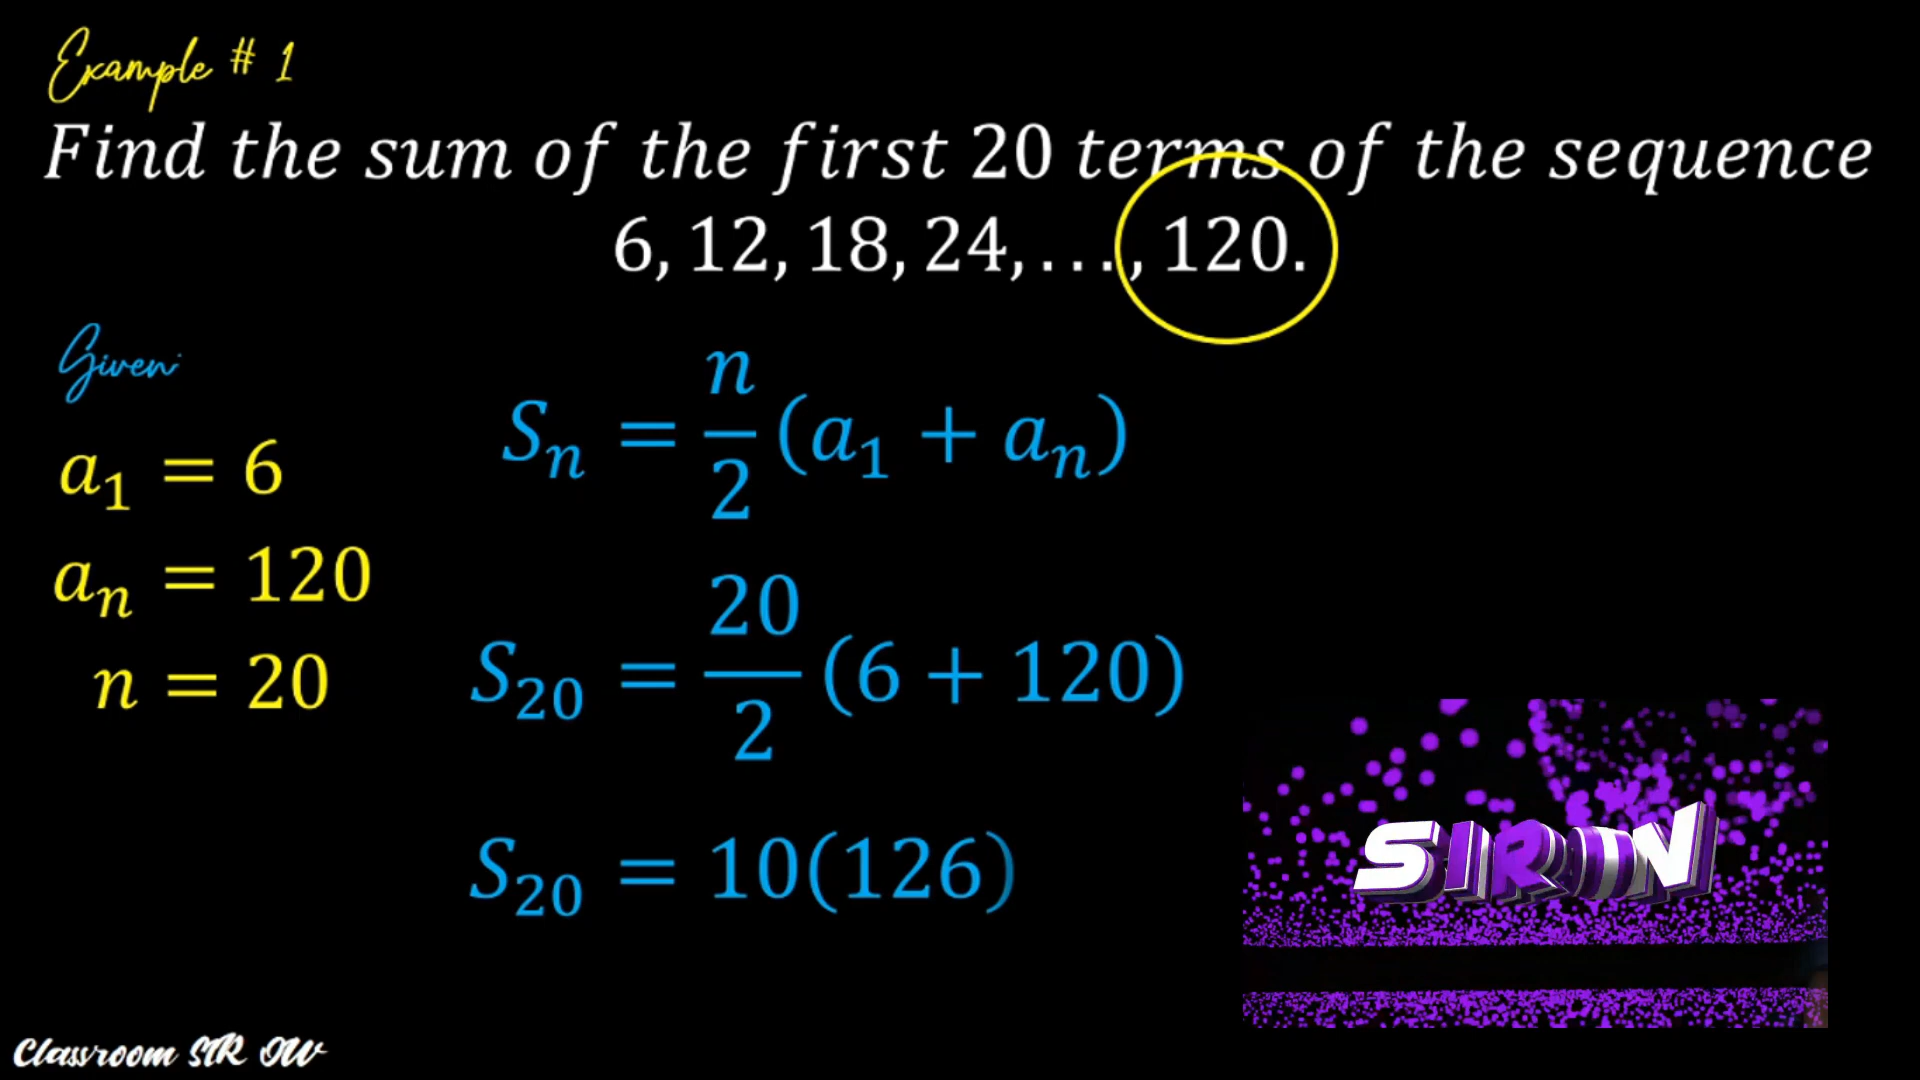 Example # 1
Find the sum of the first 20 terms of the sequence
6, 12, 18, 24, . . . , 120.
Given:
a₁ = 6
aₙ = 120
n = 20
Sₙ = n/2 (a₁ + aₙ)
S₂₀ = 20/2 (6 + 120)
S₂₀ = 10(126)
SIRON
Classroom SIR OW